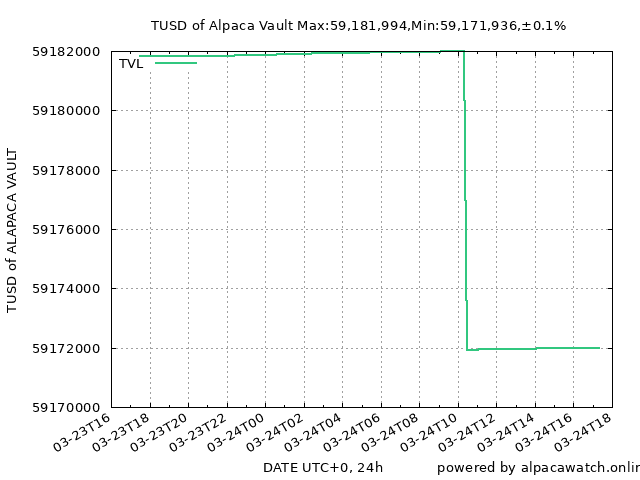 TUSD of Alpaca Vault Max:59,181,994,Min:59,171,936,±0.1%
TUSD of ALAPACA VAULT
59182000
59180000
59178000
59176000
59174000
59172000
59170000
TVL
03-23T16
03-23T18
03-23T20
03-23T22
03-24T00
03-24T02
03-24T04
03-24T06
03-24T08
03-24T10
03-24T12
03-24T14
03-24T16
03-24T18
DATE UTC+0, 24h
powered by alpacawatch.onlin